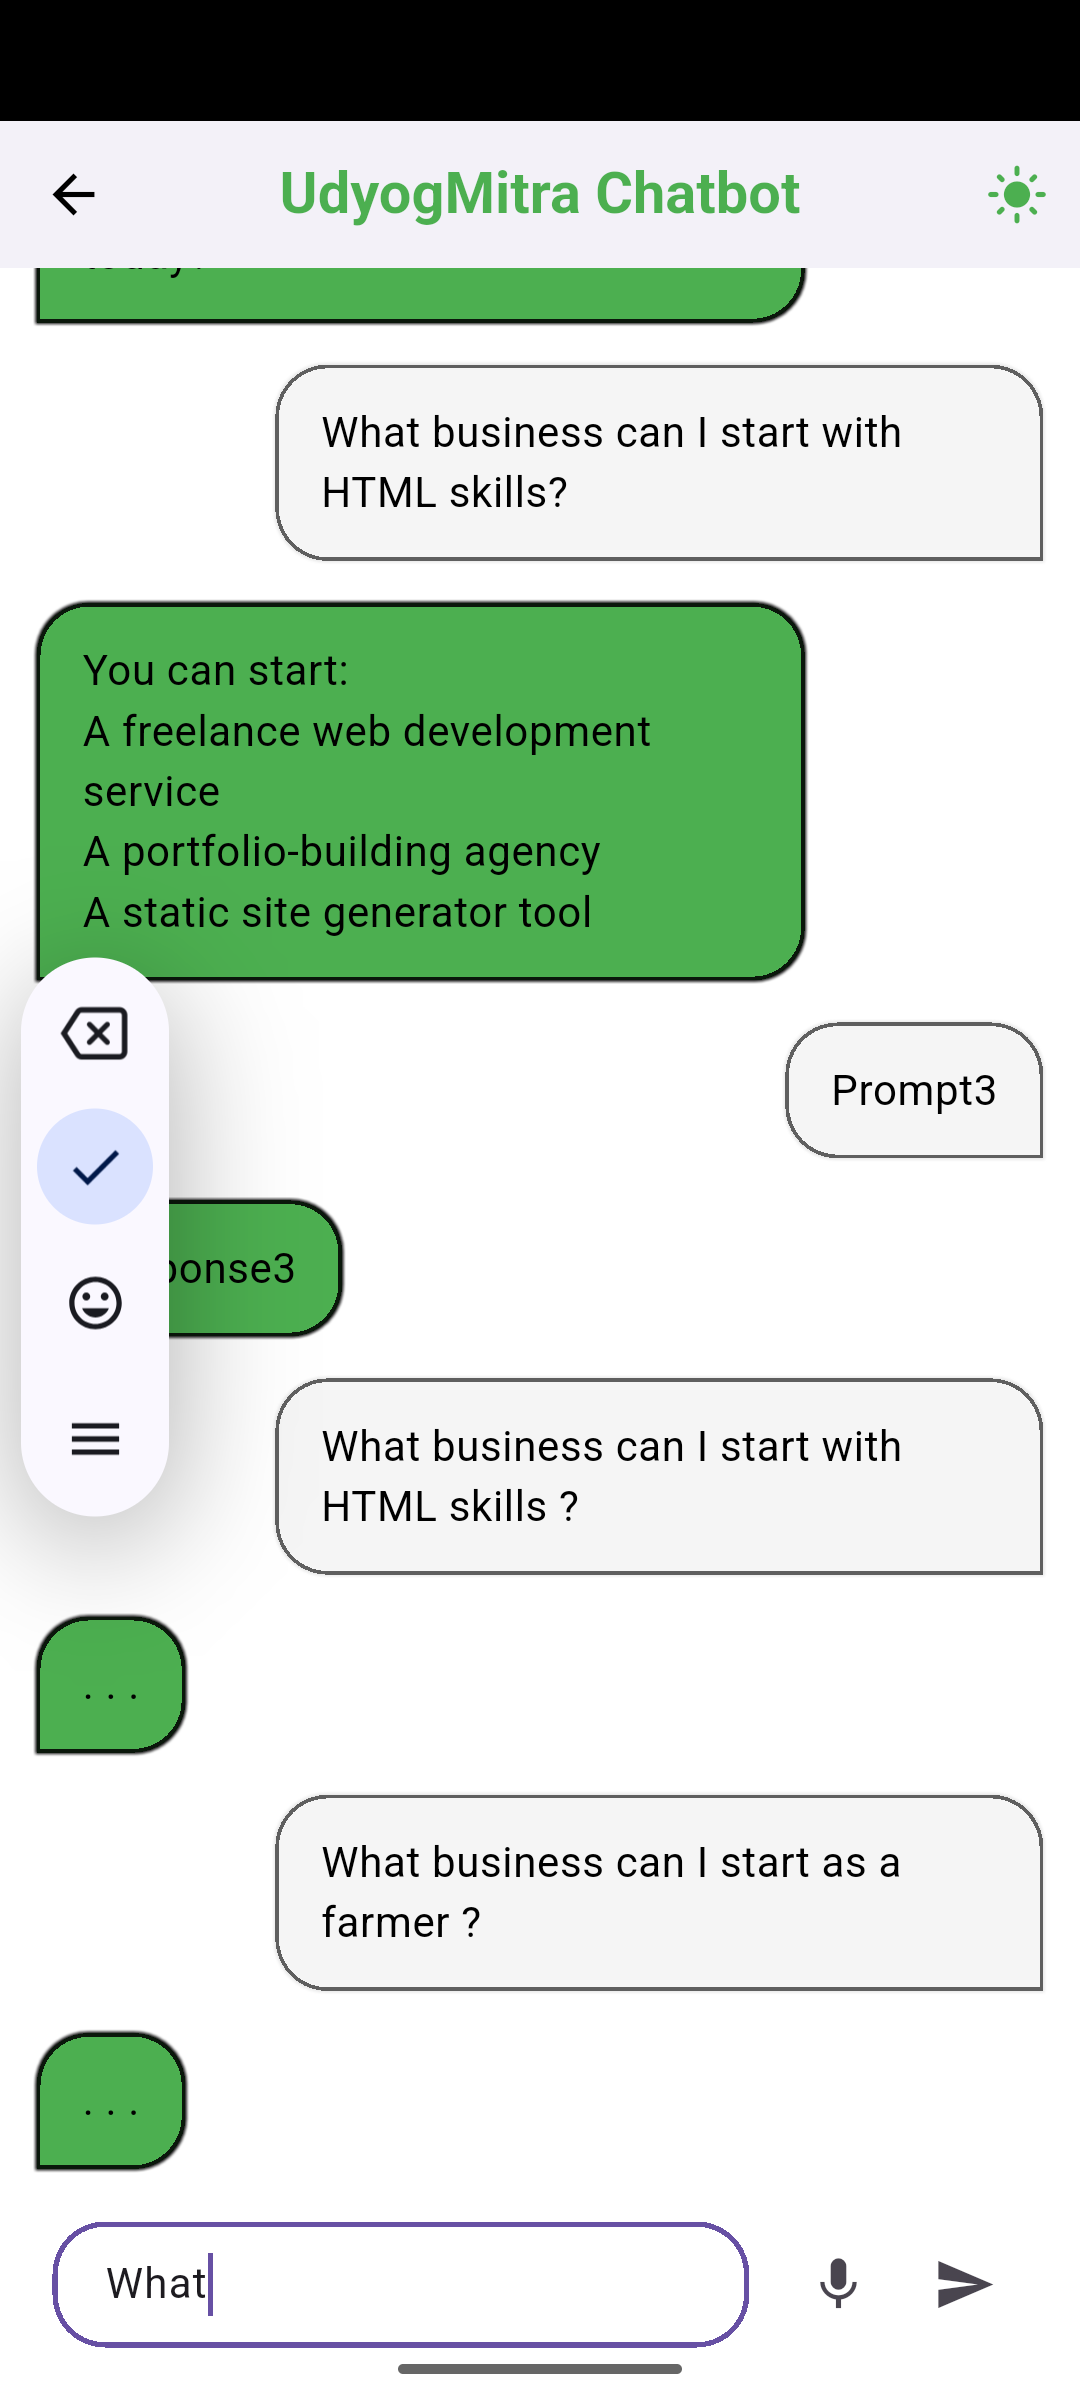 UdyogMitra Chatbot
What business can I start with
HTML skills?
You can start:
A freelance web development
service
A portfolio-building agency
A static site generator tool
Prompt3
ponse3
What business can I start with
HTML skills ?
. . .
What business can I start as a
farmer ?
. . .
What